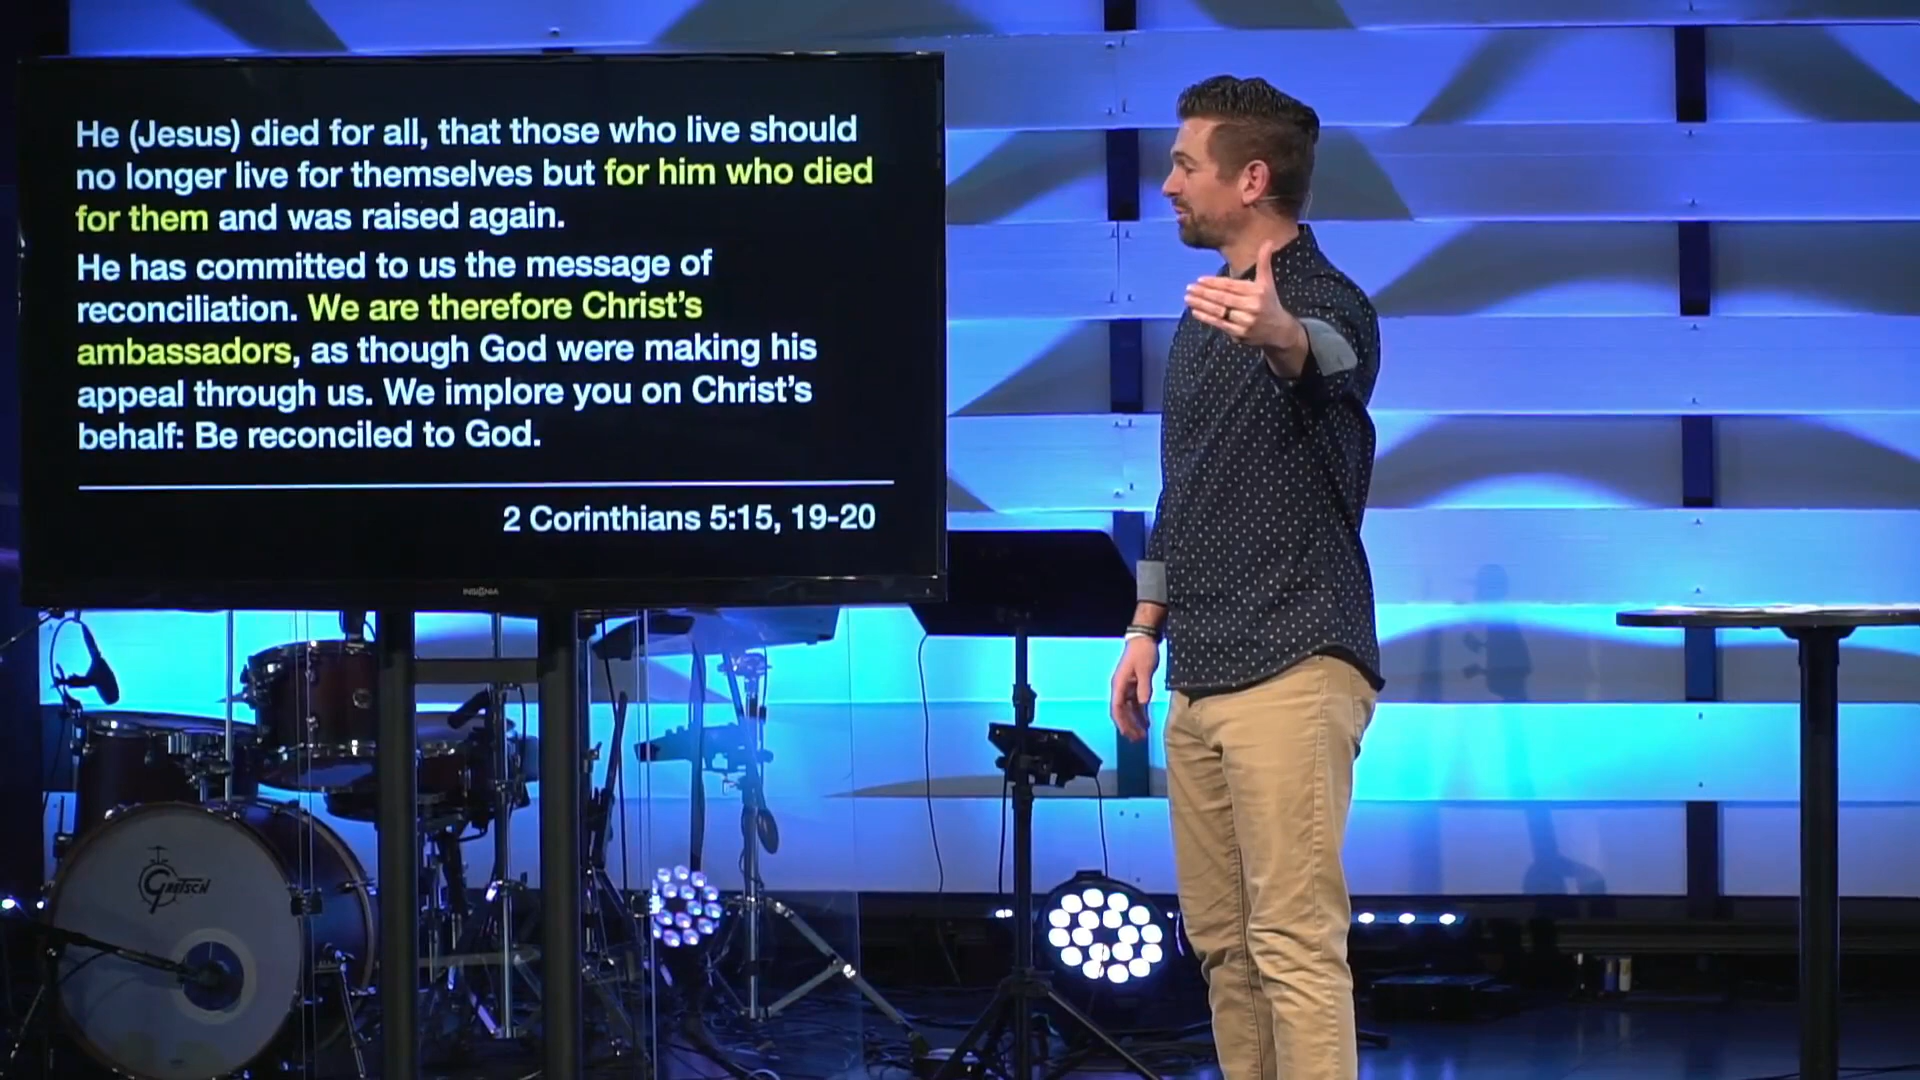 He (Jesus) died for all, that those who live should
no longer live for themselves but for him who died
for them and was raised again.
He has committed to us the message of
reconciliation. We are therefore Christ's
ambassadors, as though God were making his
appeal through us. We implore you on Christ's
behalf: Be reconciled to God.
2 Corinthians 5:15, 19-20
INSIGNIA
GRETSCH